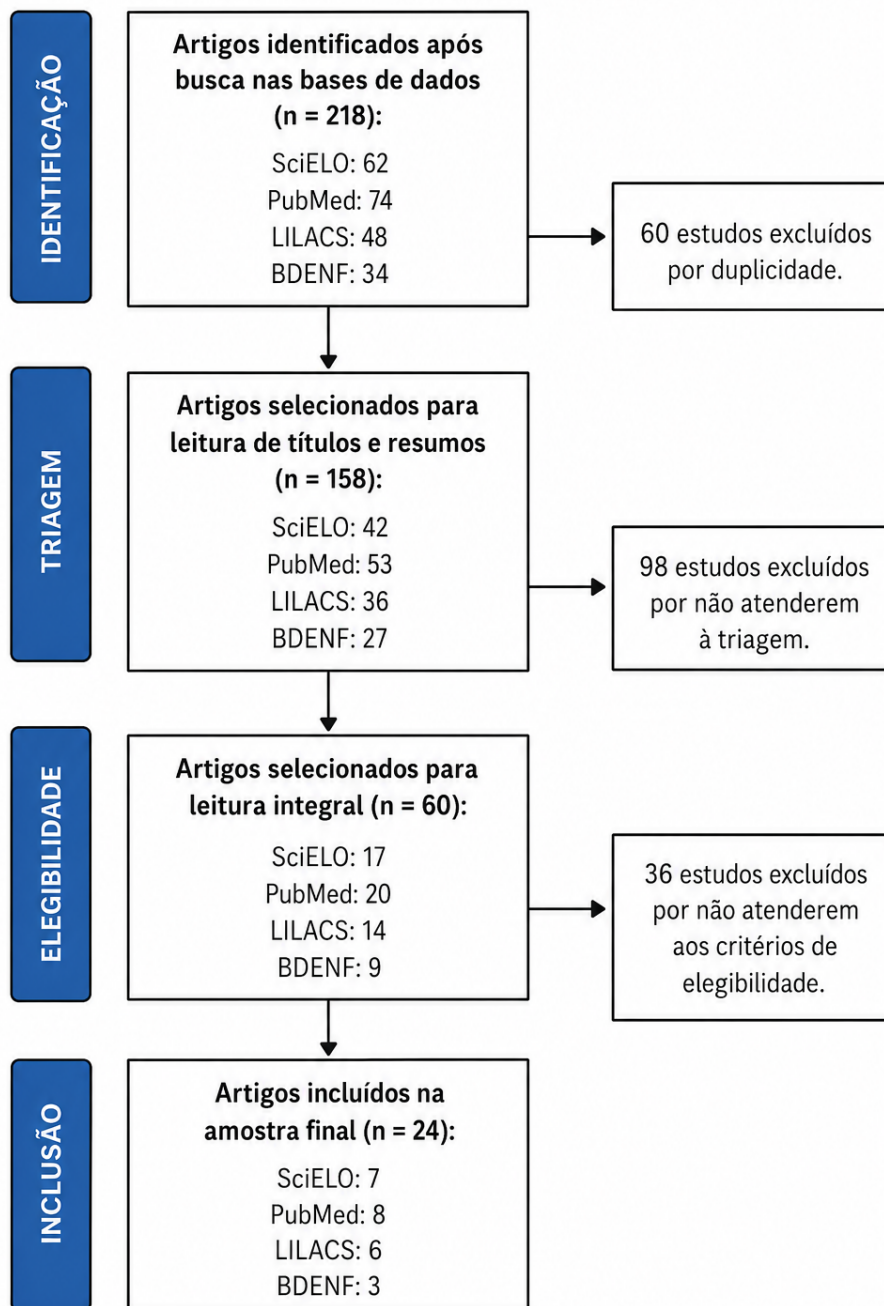 IDENTIFICAÇÃO
Artigos identificados após
busca nas bases de dados
(n = 218):
SciELO: 62
PubMed: 74
LILACS: 48
BDENF: 34
60 estudos excluídos
por duplicidade.
TRIAGEM
Artigos selecionados para
leitura de títulos e resumos
(n = 158):
SciELO: 42
PubMed: 53
LILACS: 36
BDENF: 27
98 estudos excluídos
por não atenderem
à triagem.
ELEGIBILIDADE
Artigos selecionados para
leitura integral (n = 60):
SciELO: 17
PubMed: 20
LILACS: 14
BDENF: 9
36 estudos excluídos
por não atenderem
aos critérios de
elegibilidade.
INCLUSÃO
Artigos incluídos na
amostra final (n = 24):
SciELO: 7
PubMed: 8
LILACS: 6
BDENF: 3